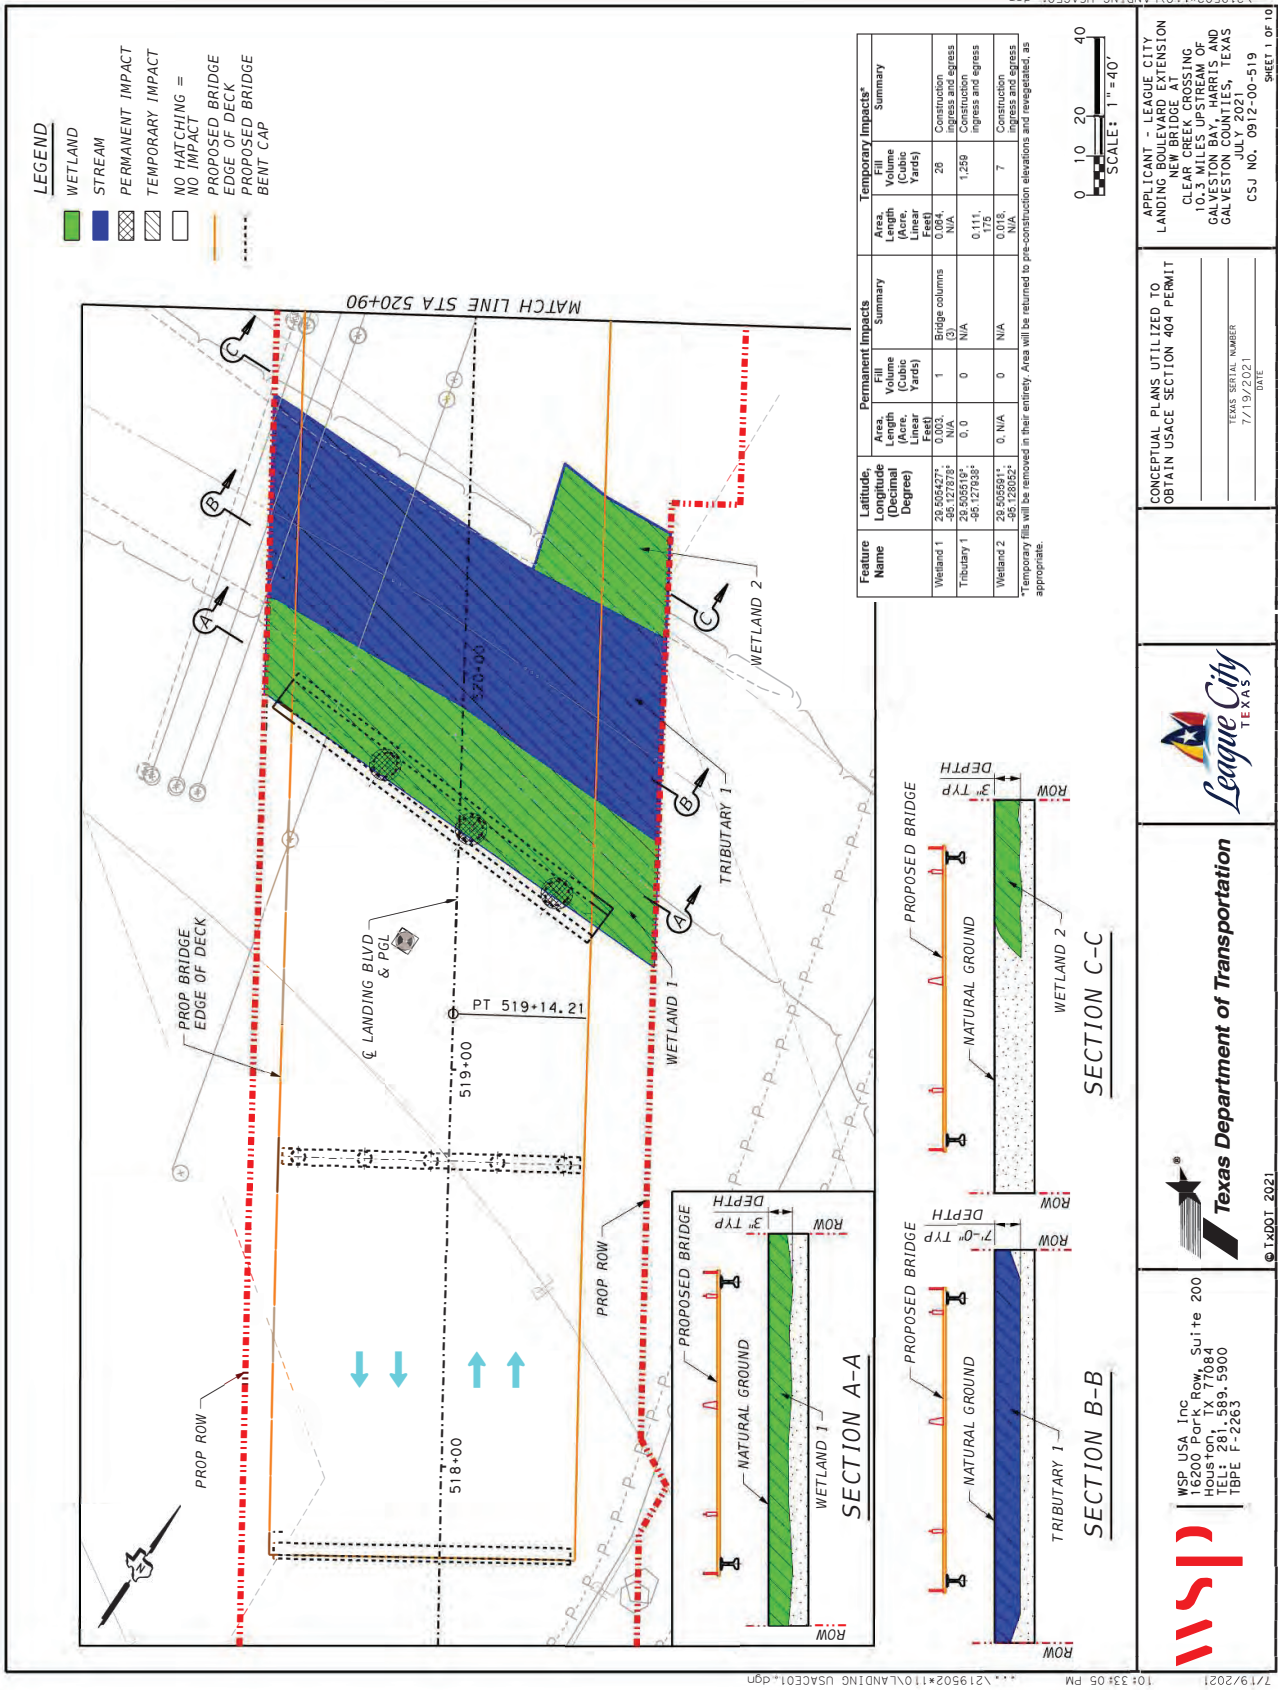 LEGEND
WETLAND
STREAM
PERMANENT IMPACT
TEMPORARY IMPACT
NO HATCHING =
NO IMPACT
PROPOSED BRIDGE
EDGE OF DECK
PROPOSED BRIDGE
BENT CAP
MATCH LINE STA 520+90
C
B
A
PROP BRIDGE
EDGE OF DECK
℄ LANDING BLVD
& PGL
PT 519+14.21
518+00
519+00
520+00
PROP ROW
PROP ROW
WETLAND 1
TRIBUTARY 1
WETLAND 2
A
B
C
N
Feature Name
Latitude, Longitude (Decimal Degree)
Permanent Impacts
Temporary Impacts*
Area, Length (Acre, Linear Feet)
Fill Volume (Cubic Yards)
Summary
Area, Length (Acre, Linear Feet)
Fill Volume (Cubic Yards)
Summary
Wetland 1 29.505427°, -95.127878° 0.003, N/A 1 Bridge columns (3) 0.064, N/A 26 Construction ingress and egress
Tributary 1 29.505519°, -95.127938° 0, 0 0 N/A 0.111, 175 1,259 Construction ingress and egress
Wetland 2 29.505591°, -95.128052° 0, N/A 0 N/A 0.018, N/A 7 Construction ingress and egress
*Temporary fills will be removed in their entirety. Area will be returned to pre-construction elevations and revegetated, as
appropriate.
0 10 20 40
SCALE: 1"=40'
PROPOSED BRIDGE
NATURAL GROUND
WETLAND 1
3" TYP
DEPTH
ROW
ROW
SECTION A-A
PROPOSED BRIDGE
NATURAL GROUND
TRIBUTARY 1
7'-0" TYP
DEPTH
ROW
ROW
SECTION B-B
PROPOSED BRIDGE
NATURAL GROUND
WETLAND 2
3" TYP
DEPTH
ROW
ROW
SECTION C-C
wsp
WSP USA Inc
16200 Park Row, Suite 200
Houston, TX 77084
TEL: 281.589.5900
TBPE F-2263
® Texas Department of Transportation
© TxDOT 2021
League City
TEXAS
CONCEPTUAL PLANS UTILIZED TO
OBTAIN USACE SECTION 404 PERMIT
TEXAS SERIAL NUMBER
7/19/2021
DATE
APPLICANT - LEAGUE CITY
LANDING BOULEVARD EXTENSION
NEW BRIDGE AT
CLEAR CREEK CROSSING
10.3 MILES UPSTREAM OF
GALVESTON BAY, HARRIS AND
GALVESTON COUNTIES, TEXAS
JULY 2021
CSJ NO. 0912-00-519
SHEET 1 OF 10
7/19/2021
10:33:05 PM
...\219502*110\LANDING USACE01.dgn